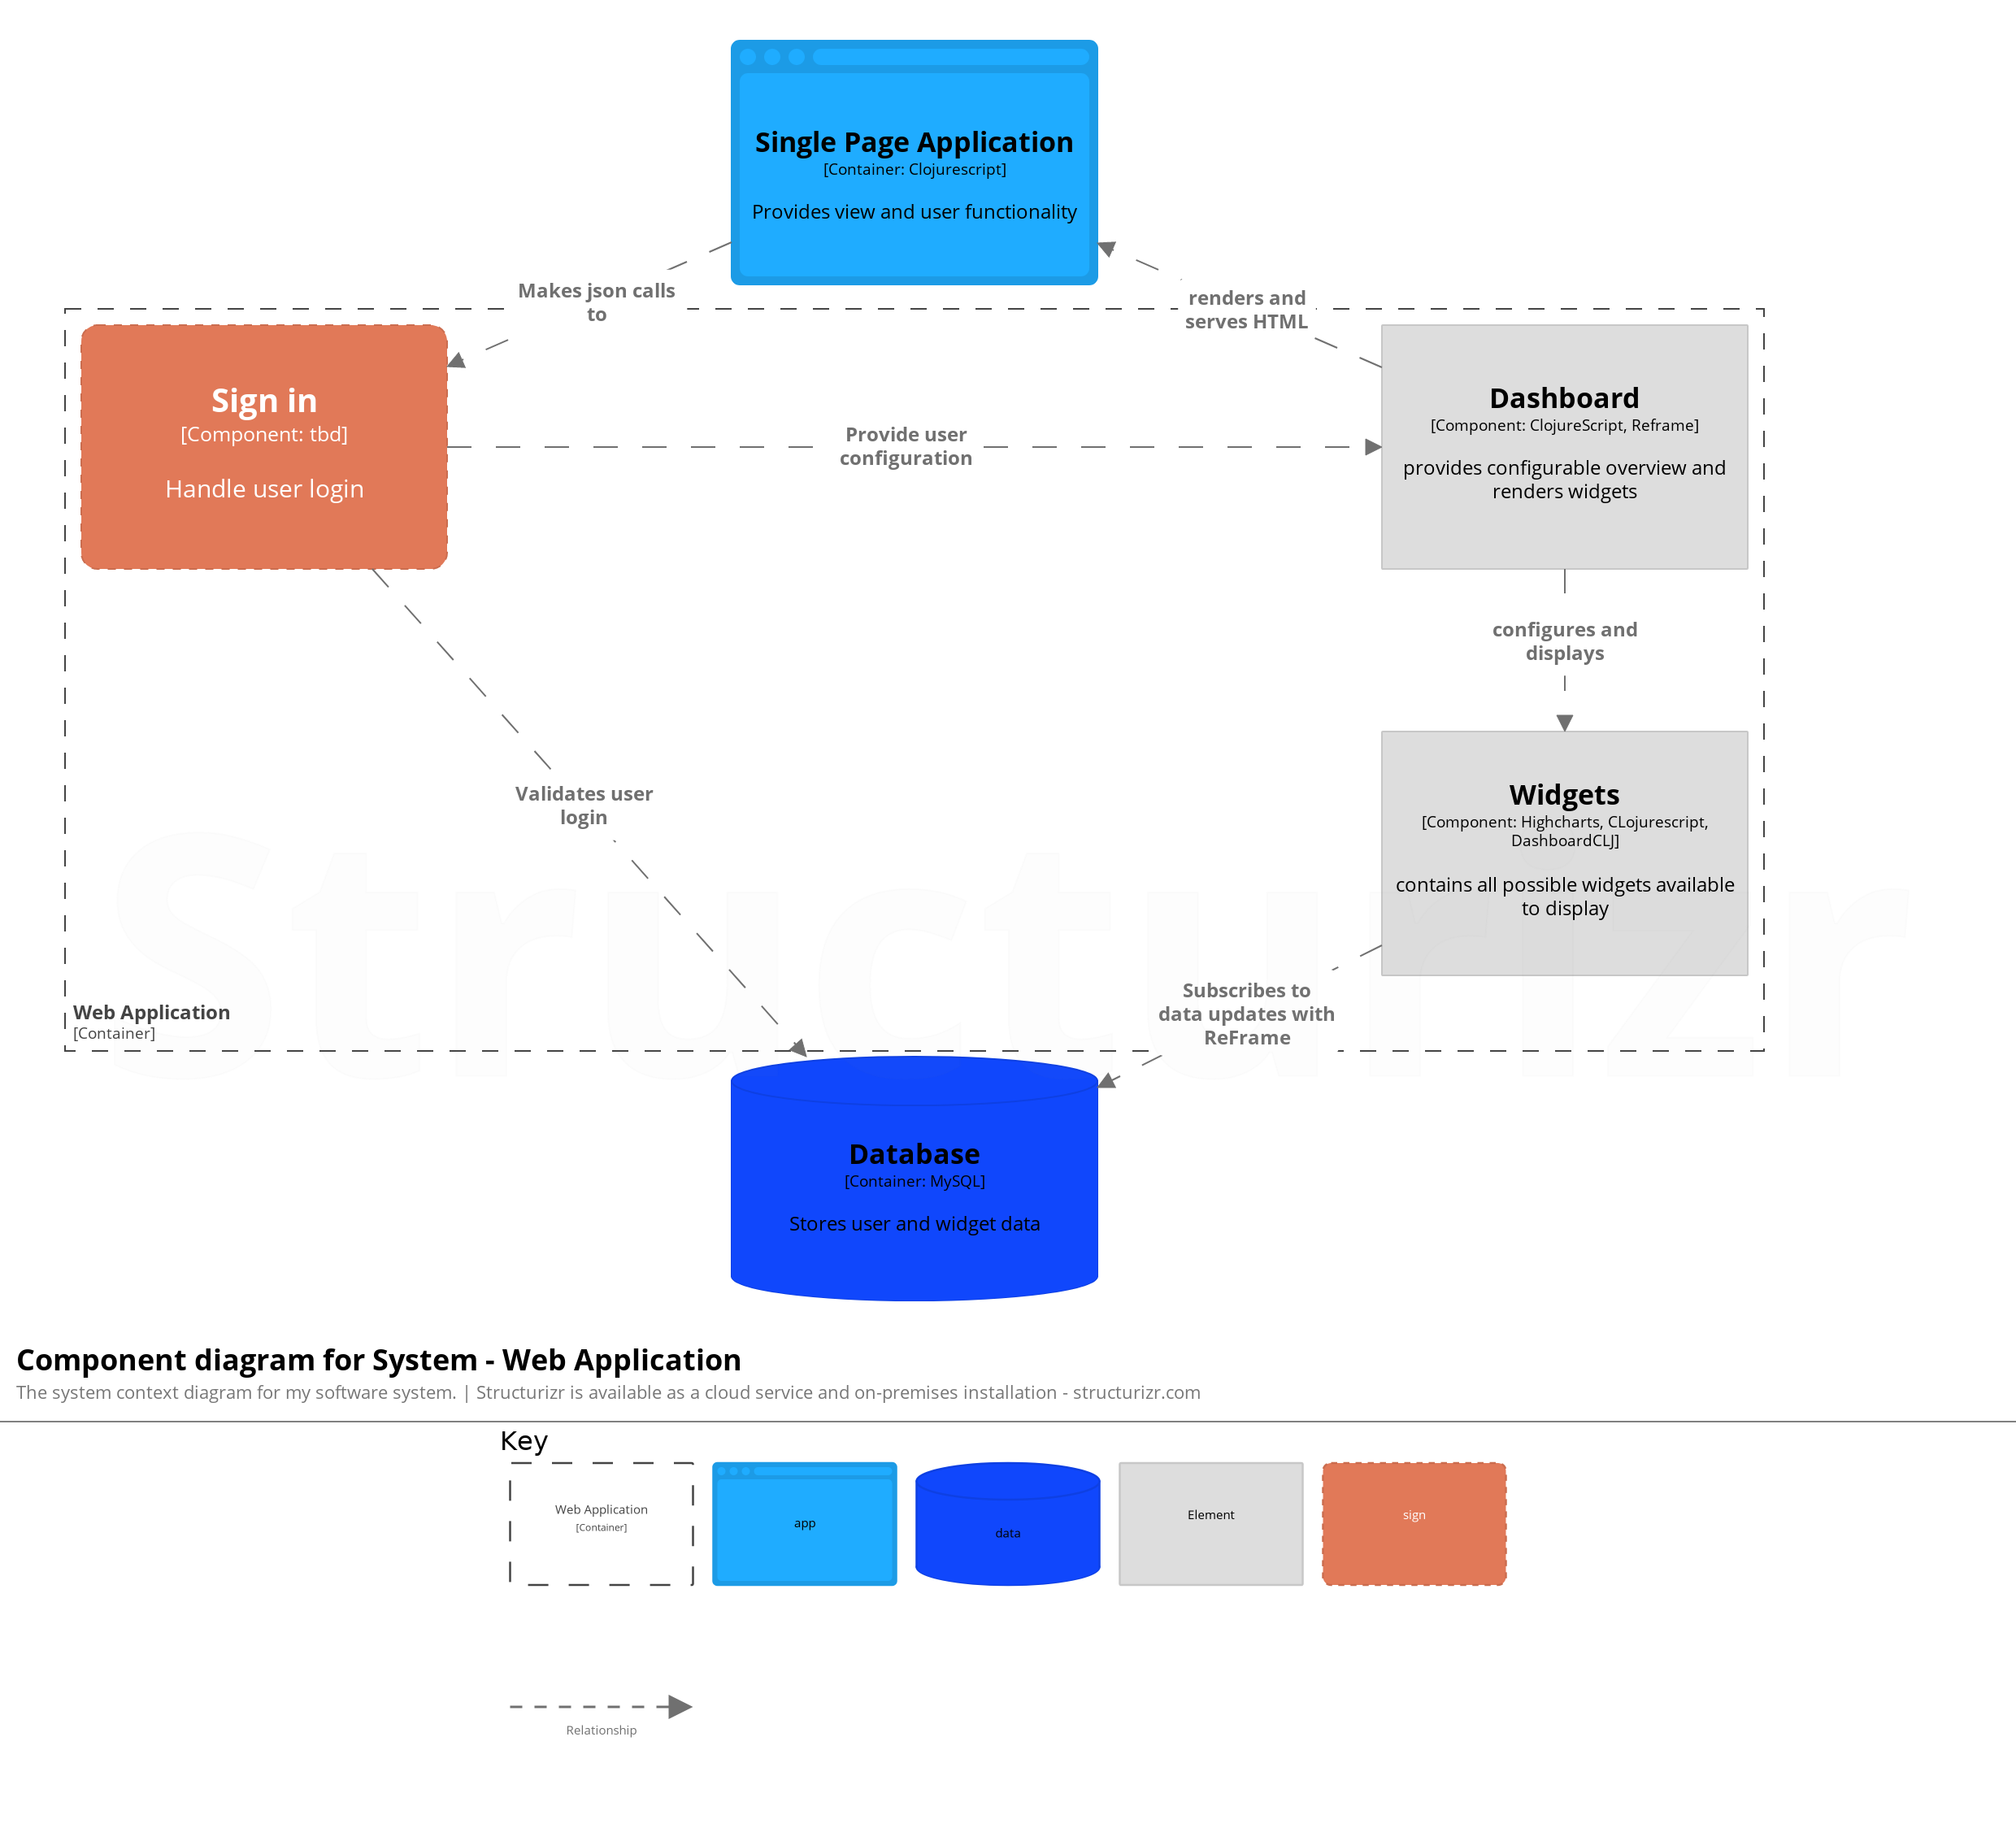 Single Page Application
[Container: Clojurescript]
Provides view and user functionality
Makes json calls
to
renders and
serves HTML
Sign in
[Component: tbd]
Handle user login
Provide user
configuration
Dashboard
[Component: ClojureScript, Reframe]
provides configurable overview and
renders widgets
configures and
displays
Validates user
login
Widgets
[Component: Highcharts, CLojurescript,
DashboardCLJ]
contains all possible widgets available
to display
Structurizr
Subscribes to
data updates with
ReFrame
Web Application
[Container]
Database
[Container: MySQL]
Stores user and widget data
Component diagram for System - Web Application
The system context diagram for my software system. | Structurizr is available as a cloud service and on-premises installation - structurizr.com
Key
Web Application
[Container]
app
data
Element
sign
Relationship